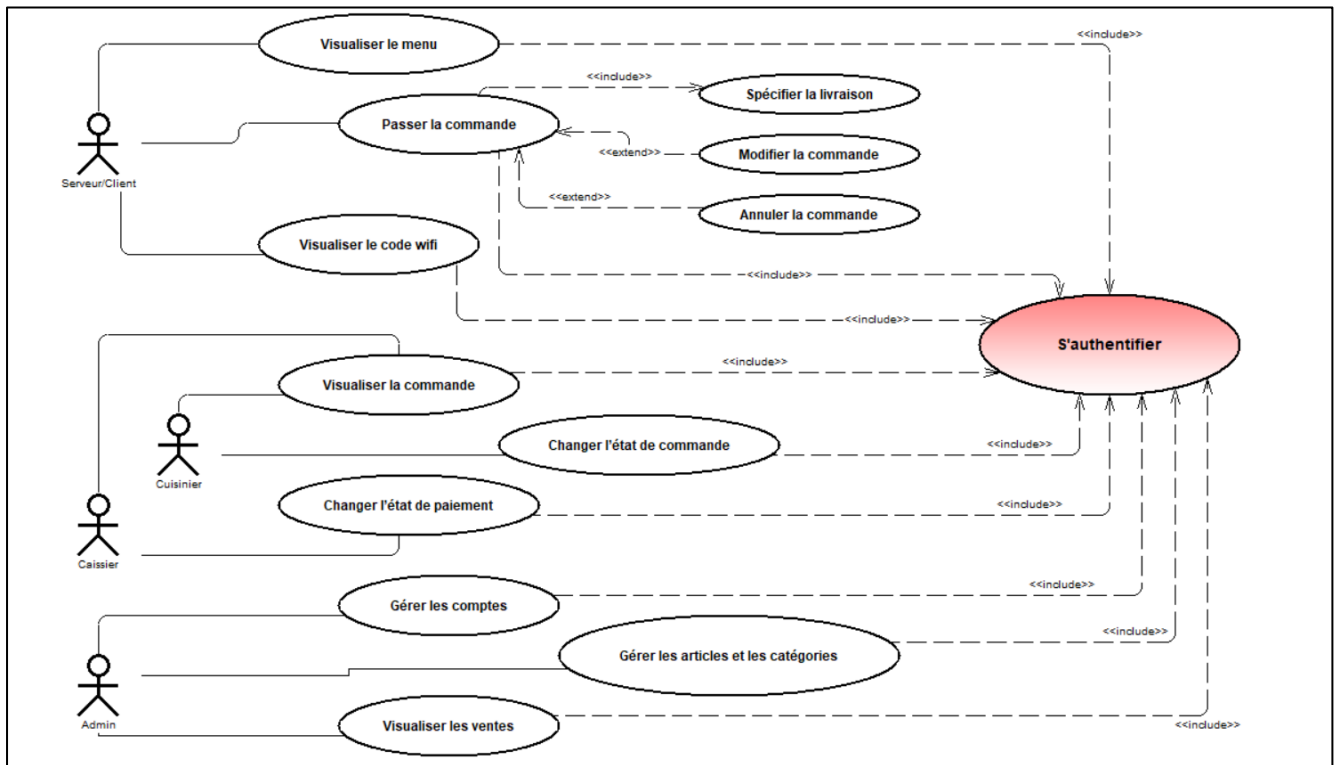 Visualiser le menu
<<include>>
<<include>>
Spécifier la livraison
Passer la commande
Serveur/Client
<<extend>>
Modifier la commande
<<extend>>
Annuler la commande
Visualiser le code wifi
<<include>>
<<include>>
S'authentifier
<<include>>
Visualiser la commande
Changer l'état de commande
<<include>>
Cuisinier
Changer l'état de paiement
<<include>>
Caissier
<<include>>
Gérer les comptes
<<include>>
Gérer les articles et les catégories
Admin
Visualiser les ventes
<<include>>